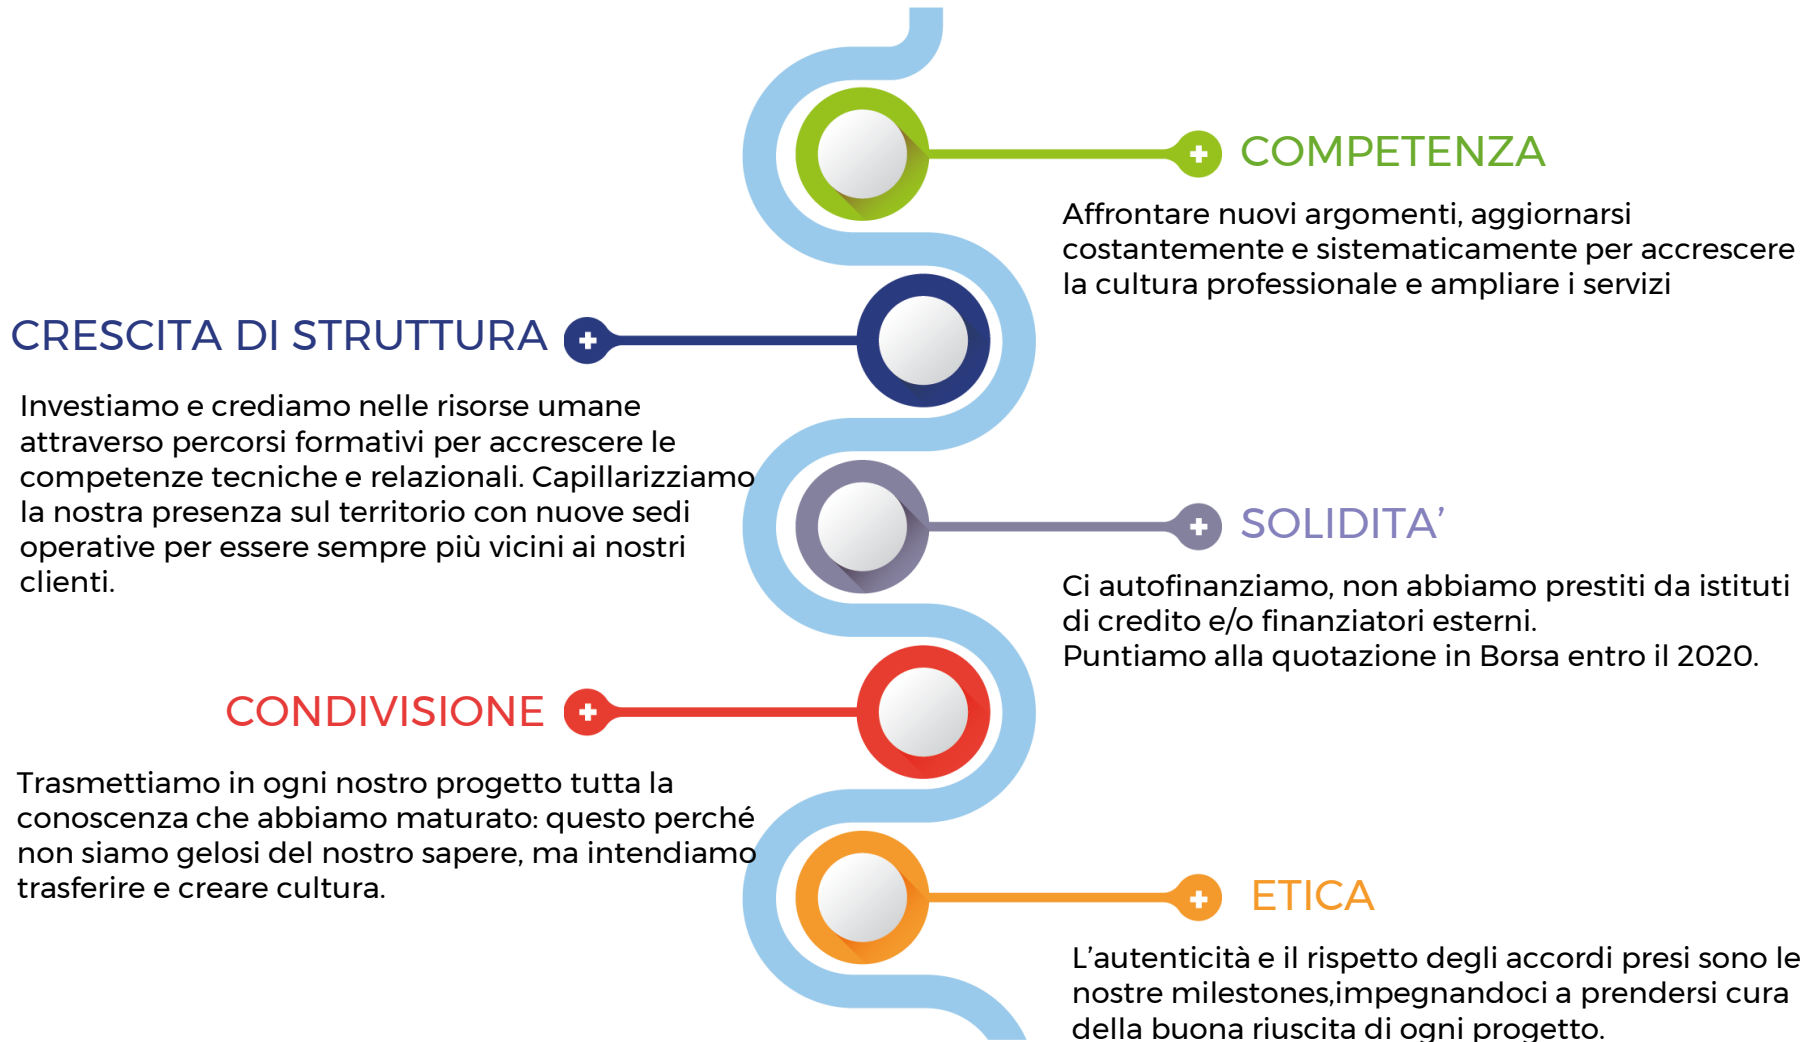 COMPETENZA
Affrontare nuovi argomenti, aggiornarsi
costantemente e sistematicamente per accrescere
la cultura professionale e ampliare i servizi
CRESCITA DI STRUTTURA
Investiamo e crediamo nelle risorse umane
attraverso percorsi formativi per accrescere le
competenze tecniche e relazionali. Capillarizziamo
la nostra presenza sul territorio con nuove sedi
operative per essere sempre più vicini ai nostri
clienti.
SOLIDITA’
Ci autofinanziamo, non abbiamo prestiti da istituti
di credito e/o finanziatori esterni.
Puntiamo alla quotazione in Borsa entro il 2020.
CONDIVISIONE
Trasmettiamo in ogni nostro progetto tutta la
conoscenza che abbiamo maturato: questo perché
non siamo gelosi del nostro sapere, ma intendiamo
trasferire e creare cultura.
ETICA
L’autenticità e il rispetto degli accordi presi sono le
nostre milestones,impegnandoci a prendersi cura
della buona riuscita di ogni progetto.